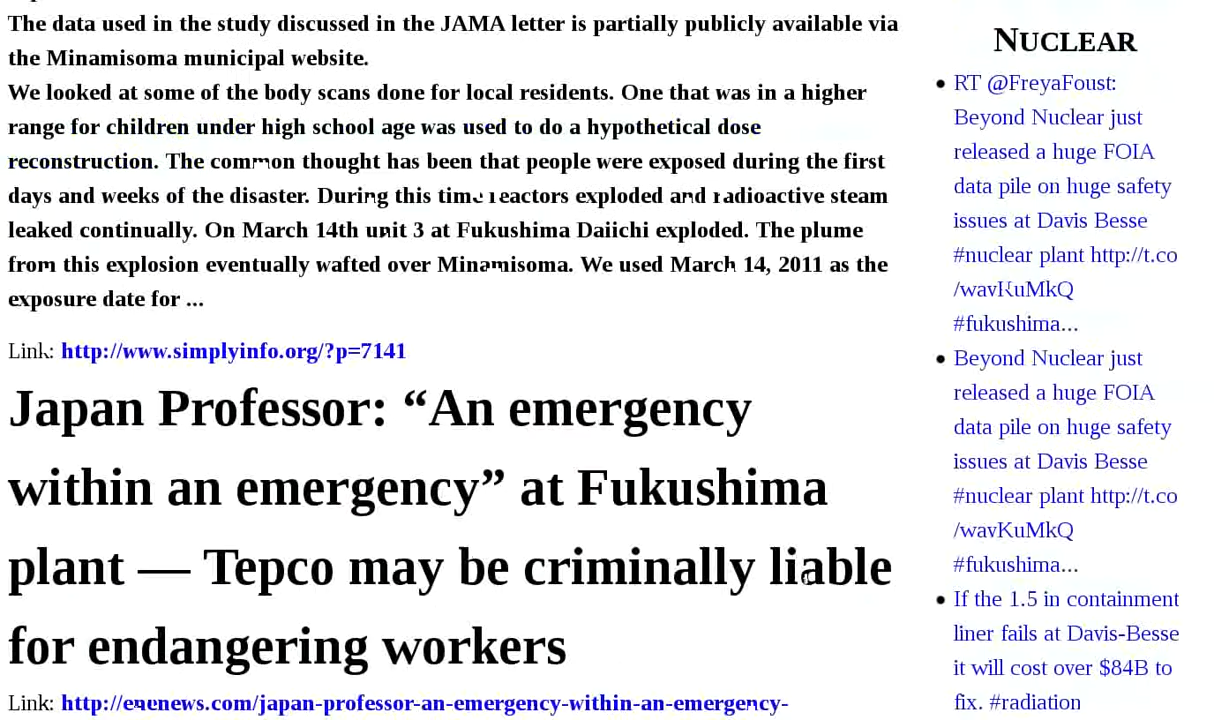 The data used in the study discussed in the JAMA letter is partially publicly available via
the Minamisoma municipal website.
We looked at some of the body scans done for local residents. One that was in a higher
range for children under high school age was used to do a hypothetical dose
reconstruction. The common thought has been that people were exposed during the first
days and weeks of the disaster. During this time reactors exploded and radioactive steam
leaked continually. On March 14th unit 3 at Fukushima Daiichi exploded. The plume
from this explosion eventually wafted over Minamisoma. We used March 14, 2011 as the
exposure date for ...
Link: http://www.simplyinfo.org/?p=7141
Japan Professor: “An emergency
within an emergency” at Fukushima
plant — Tepco may be criminally liable
for endangering workers
Link: http://enenews.com/japan-professor-an-emergency-within-an-emergency-
NUCLEAR
RT @FreyaFoust:
Beyond Nuclear just
released a huge FOIA
data pile on huge safety
issues at Davis Besse
#nuclear plant http://t.co
/wavKuMkQ
#fukushima...
Beyond Nuclear just
released a huge FOIA
data pile on huge safety
issues at Davis Besse
#nuclear plant http://t.co
/wavKuMkQ
#fukushima...
If the 1.5 in containment
liner fails at Davis-Besse
it will cost over $84B to
fix. #radiation